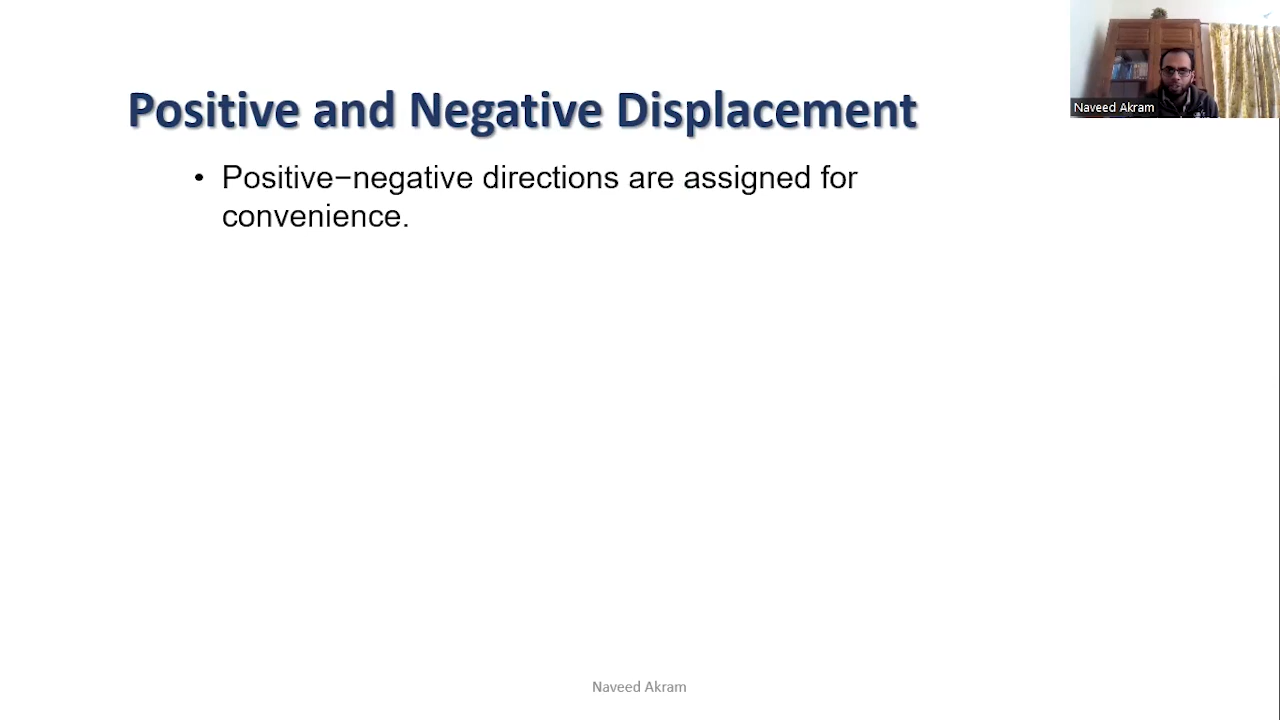 Positive and Negative Displacement
Naveed Akram
• Positive−negative directions are assigned for
convenience.
Naveed Akram